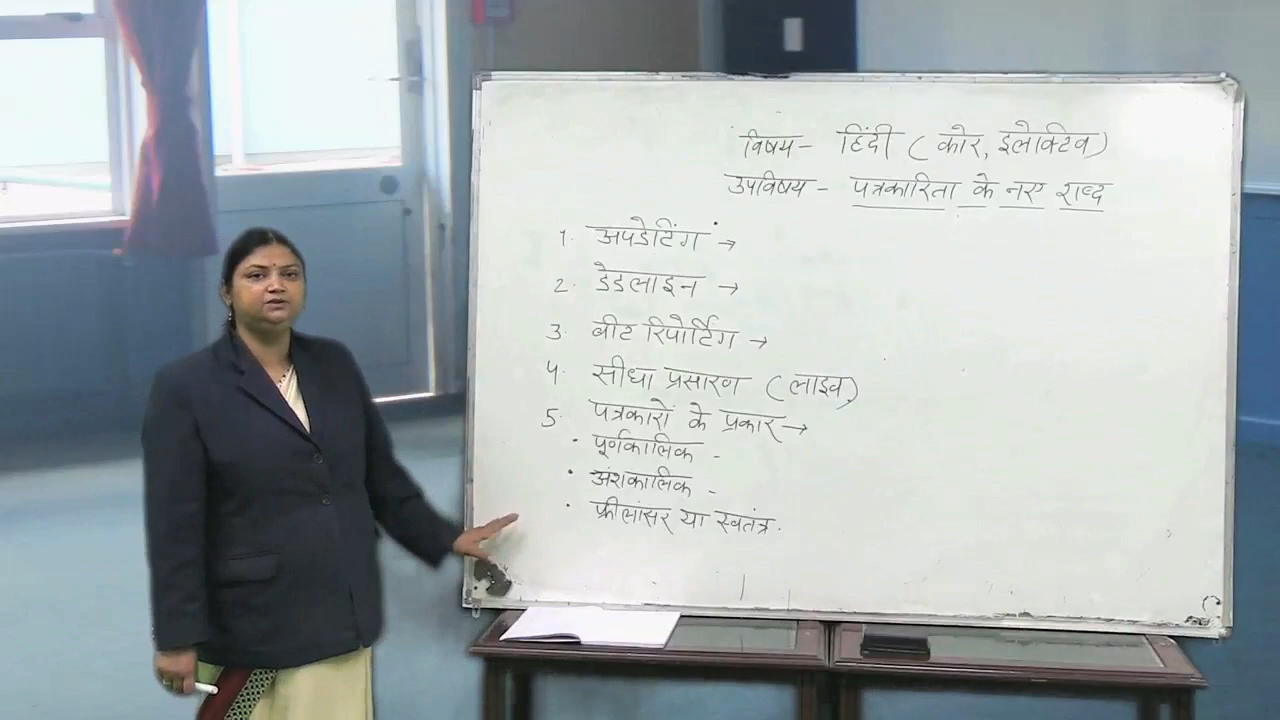 विषय- हिंदी (कोर, इलेक्टिव)
उपविषय - पत्रकारिता के नए शब्द
1. अपडेटिंग →
2. डेडलाइन →
3. बीट रिपोर्टिंग →
4. सीधा प्रसारण (लाइव)
5. पत्रकारों के प्रकार →
• पूर्णकालिक -
• अंशकालिक -
• फ्रीलांसर या स्वतंत्र.